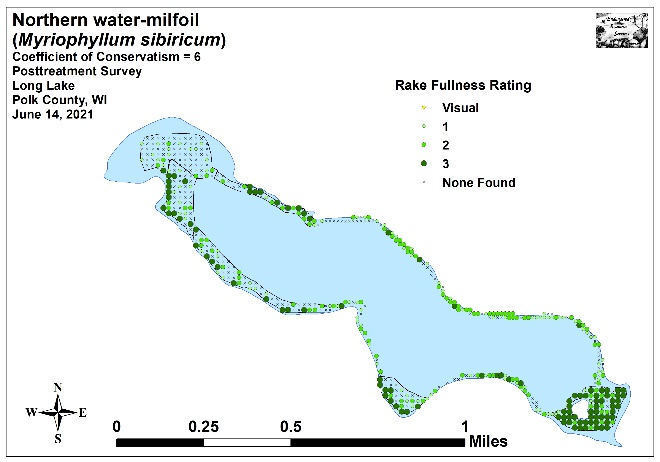 Northern water-milfoil
(Myriophyllum sibiricum)
Coefficient of Conservatism = 6
Posttreatment Survey
Long Lake
Polk County, WI
June 14, 2021
Rake Fullness Rating
Visual
1
2
3
None Found
N
W E
S
0 0.25 0.5 1
Miles